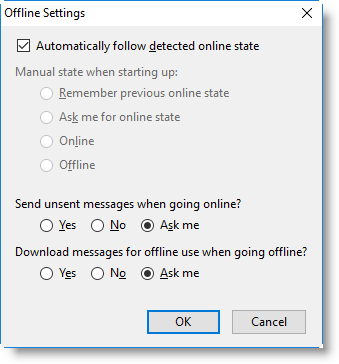 Offline Settings
Automatically follow detected online state
Manual state when starting up:
Remember previous online state
Ask me for online state
Online
Offline
Send unsent messages when going online?
Yes No Ask me
Download messages for offline use when going offline?
Yes No Ask me
OK Cancel